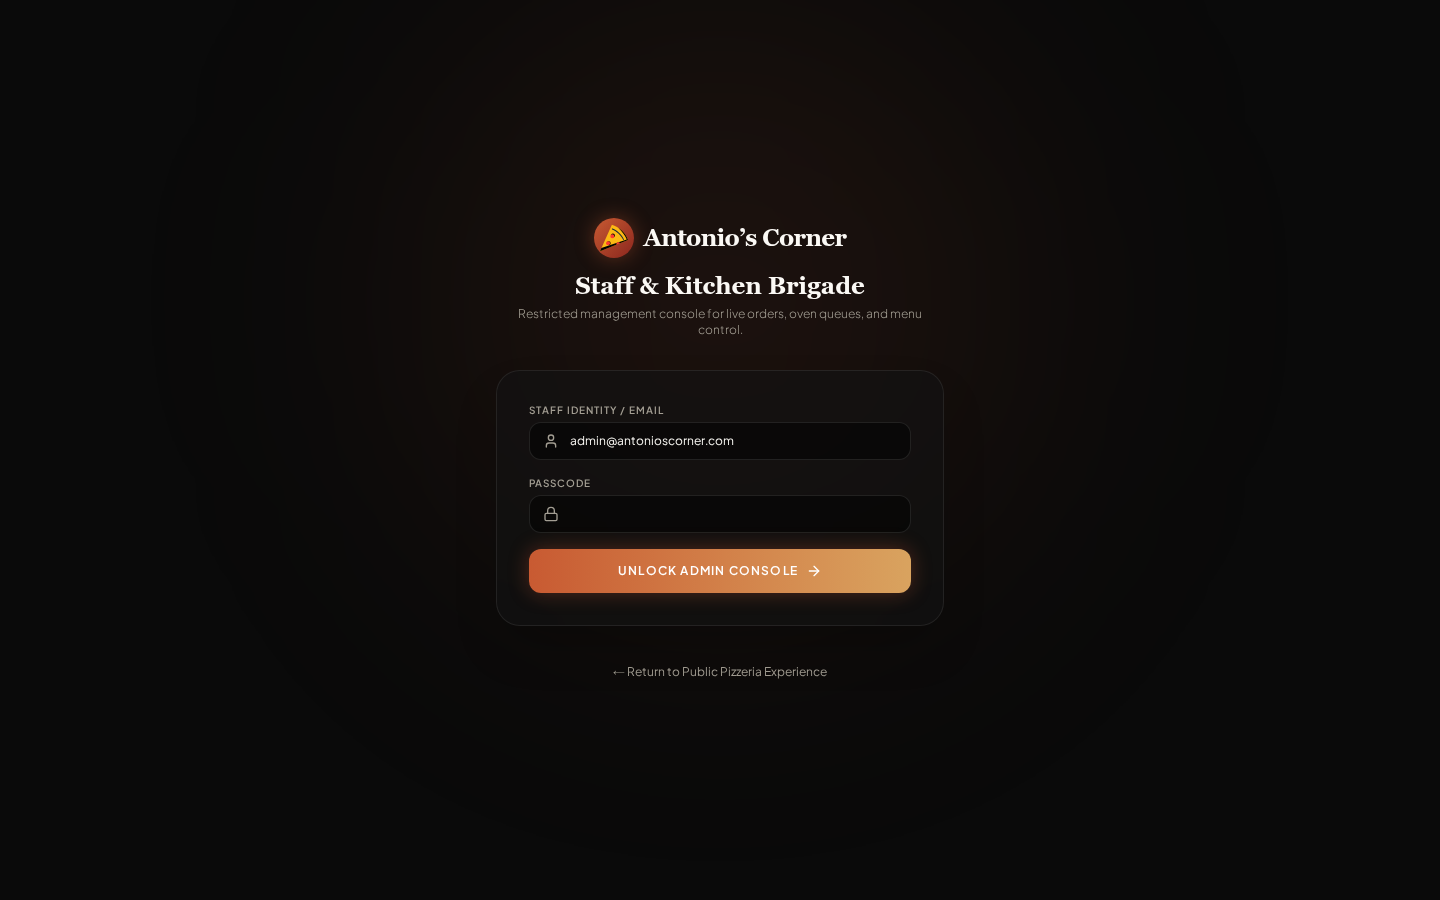 Antonio’s Corner
Staff & Kitchen Brigade
Restricted management console for live orders, oven queues, and menu
control.
STAFF IDENTITY / EMAIL
admin@antonioscorner.com
PASSCODE
UNLOCK ADMIN CONSOLE →
← Return to Public Pizzeria Experience